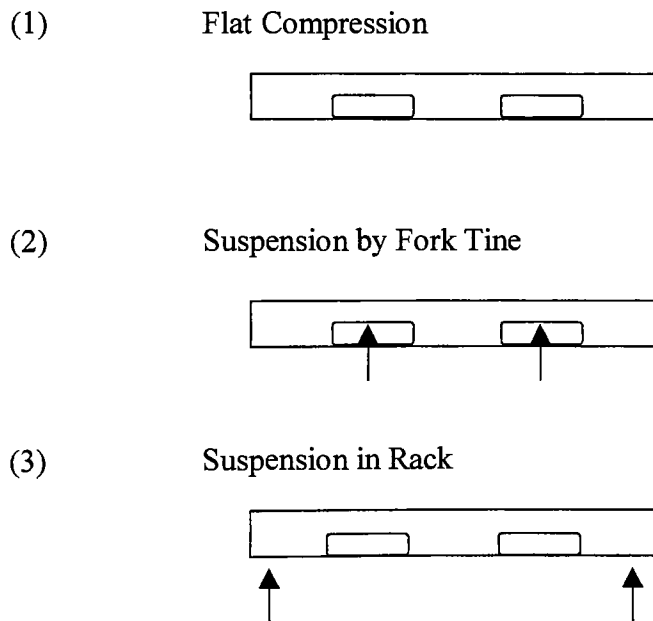 (1) Flat Compression
(2) Suspension by Fork Tine
(3) Suspension in Rack